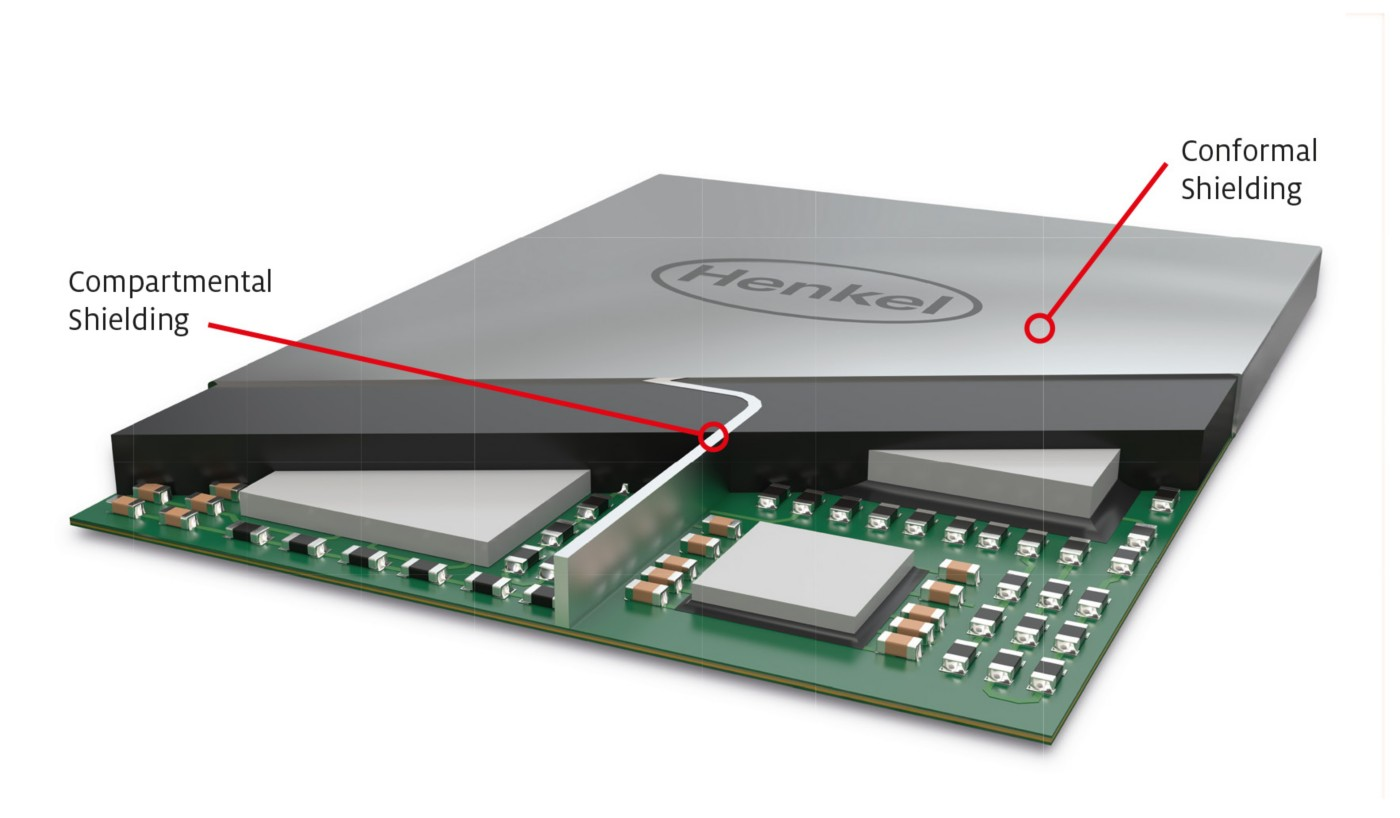 Conformal
Shielding
Compartmental
Shielding
Henkel